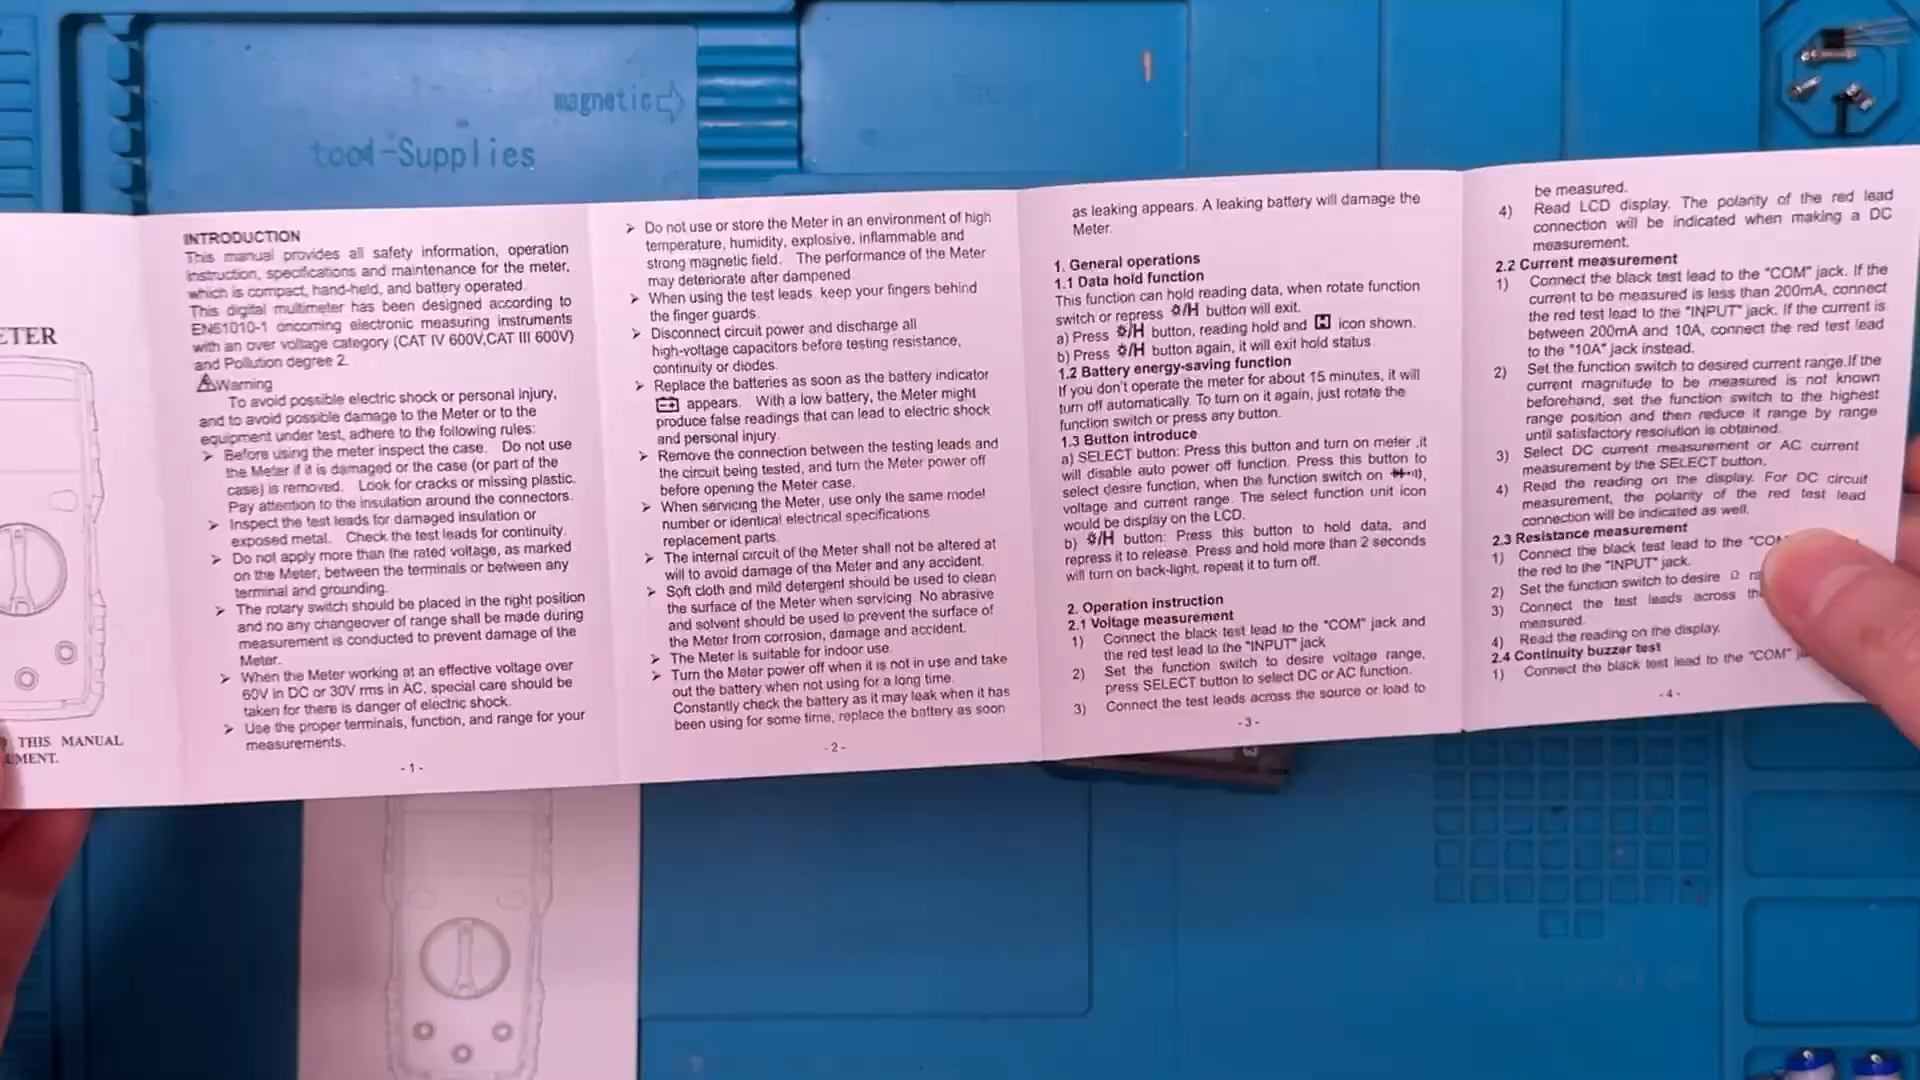 magnetic
tool-Supplies
ETER
THIS MANUAL
UMENT.
INTRODUCTION
This manual provides all safety information, operation
instruction, specifications and maintenance for the meter,
which is compact, hand-held, and battery operated.
This digital multimeter has been designed according to
EN61010-1 oncoming electronic measuring instruments
with an over voltage category (CAT IV 600V,CAT III 600V)
and Pollution degree 2.
⚠Warning
To avoid possible electric shock or personal injury,
and to avoid possible damage to the Meter or to the
equipment under test, adhere to the following rules:
➢ Before using the meter inspect the case. Do not use
the Meter if it is damaged or the case (or part of the
case) is removed. Look for cracks or missing plastic.
Pay attention to the insulation around the connectors.
➢ Inspect the test leads for damaged insulation or
exposed metal. Check the test leads for continuity.
➢ Do not apply more than the rated voltage, as marked
on the Meter, between the terminals or between any
terminal and grounding.
➢ The rotary switch should be placed in the right position
and no any changeover of range shall be made during
measurement is conducted to prevent damage of the
Meter.
➢ When the Meter working at an effective voltage over
60V in DC or 30V rms in AC, special care should be
taken for there is danger of electric shock.
➢ Use the proper terminals, function, and range for your
measurements.
- 1 -
➢ Do not use or store the Meter in an environment of high
temperature, humidity, explosive, inflammable and
strong magnetic field. The performance of the Meter
may deteriorate after dampened.
➢ When using the test leads, keep your fingers behind
the finger guards.
➢ Disconnect circuit power and discharge all
high-voltage capacitors before testing resistance,
continuity or diodes.
➢ Replace the batteries as soon as the battery indicator
appears. With a low battery, the Meter might
produce false readings that can lead to electric shock
and personal injury.
➢ Remove the connection between the testing leads and
the circuit being tested, and turn the Meter power off
before opening the Meter case.
➢ When servicing the Meter, use only the same model
number or identical electrical specifications
replacement parts.
➢ The internal circuit of the Meter shall not be altered at
will to avoid damage of the Meter and any accident.
➢ Soft cloth and mild detergent should be used to clean
the surface of the Meter when servicing. No abrasive
and solvent should be used to prevent the surface of
the Meter from corrosion, damage and accident.
➢ The Meter is suitable for indoor use.
➢ Turn the Meter power off when it is not in use and take
out the battery when not using for a long time.
Constantly check the battery as it may leak when it has
been using for some time, replace the battery as soon
- 2 -
as leaking appears. A leaking battery will damage the
Meter.
1. General operations
1.1 Data hold function
This function can hold reading data, when rotate function
switch or repress ☼/H button will exit.
a) Press ☼/H button, reading hold and H icon shown.
b) Press ☼/H button again, it will exit hold status.
1.2 Battery energy-saving function
If you don't operate the meter for about 15 minutes, it will
turn off automatically. To turn on it again, just rotate the
function switch or press any button.
1.3 Button introduce
a) SELECT button: Press this button and turn on meter ,it
will disable auto power off function. Press this button to
select desire function, when the function switch on ,
voltage and current range. The select function unit icon
would be display on the LCD.
b) ☼/H button: Press this button to hold data, and
repress it to release. Press and hold more than 2 seconds
will turn on back-light, repeat it to turn off.
2. Operation instruction
2.1 Voltage measurement
1) Connect the black test lead to the "COM" jack and
the red test lead to the "INPUT" jack
2) Set the function switch to desire voltage range,
press SELECT button to select DC or AC function.
3) Connect the test leads across the source or load to
- 3 -
be measured.
4) Read LCD display. The polarity of the red lead
connection will be indicated when making a DC
measurement.
2.2 Current measurement
1) Connect the black test lead to the "COM" jack. If the
current to be measured is less than 200mA, connect
the red test lead to the "INPUT" jack. If the current is
between 200mA and 10A, connect the red test lead
to the "10A" jack instead.
2) Set the function switch to desired current range.If the
current magnitude to be measured is not known
beforehand, set the function switch to the highest
range position and then reduce it range by range
until satisfactory resolution is obtained.
3) Select DC current measurement or AC current
measurement by the SELECT button.
4) Read the reading on the display. For DC circuit
measurement, the polarity of the red test lead
connection will be indicated as well.
2.3 Resistance measurement
1) Connect the black test lead to the "COM
the red to the "INPUT" jack.
2) Set the function switch to desire Ω
3) Connect the test leads across
measured.
4) Read the reading on the display.
2.4 Continuity buzzer test
1) Connect the black test lead to the "COM"
- 4 -